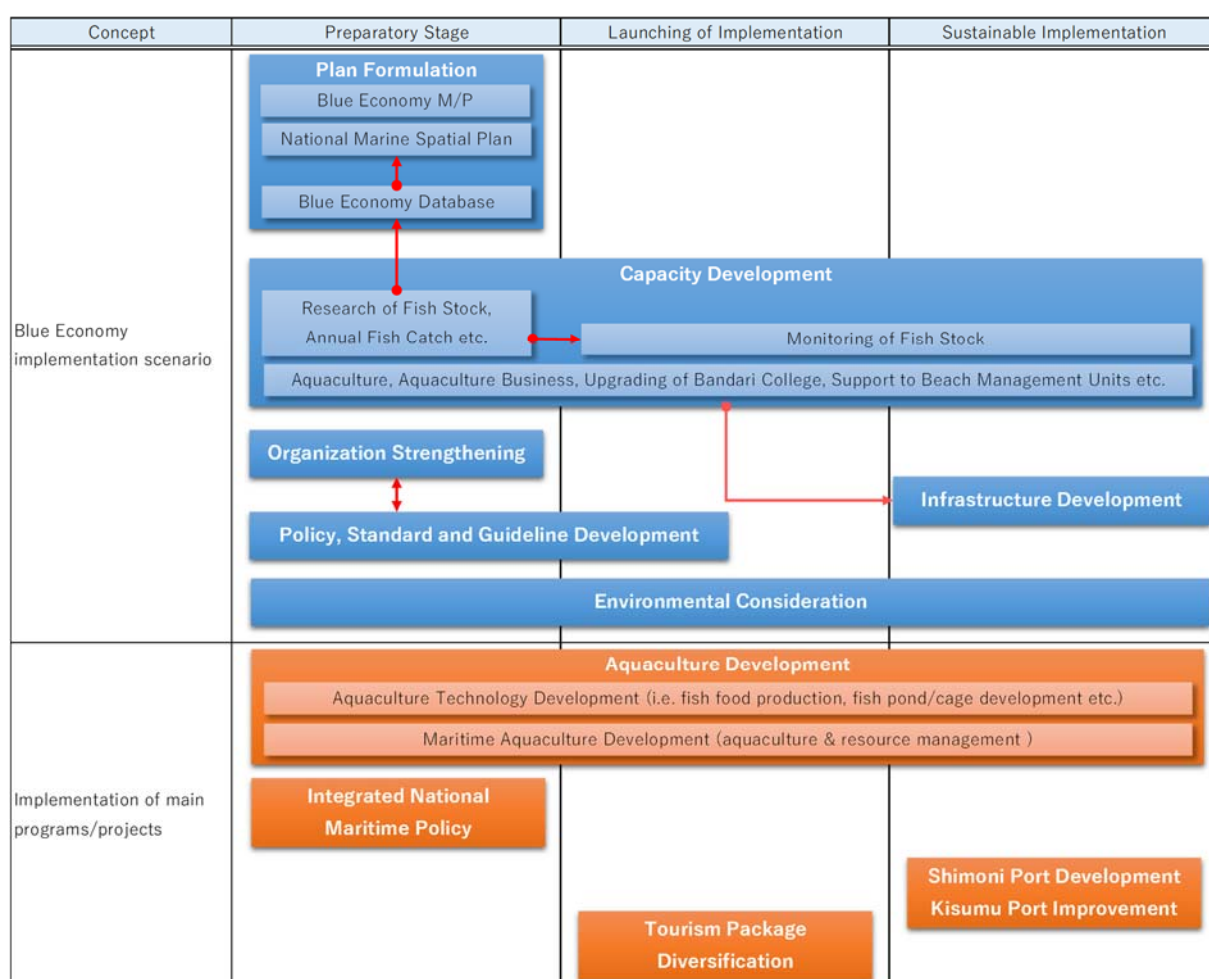 Concept
Preparatory Stage
Launching of Implementation
Sustainable Implementation
Blue Economy
implementation scenario
Plan Formulation
Blue Economy M/P
National Marine Spatial Plan
Blue Economy Database
Capacity Development
Research of Fish Stock,
Annual Fish Catch etc.
Monitoring of Fish Stock
Aquaculture, Aquaculture Business, Upgrading of Bandari College, Support to Beach Management Units etc.
Organization Strengthening
Infrastructure Development
Policy, Standard and Guideline Development
Environmental Consideration
Implementation of main
programs/projects
Aquaculture Development
Aquaculture Technology Development (i.e. fish food production, fish pond/cage development etc.)
Maritime Aquaculture Development (aquaculture & resource management )
Integrated National
Maritime Policy
Shimoni Port Development
Kisumu Port Improvement
Tourism Package
Diversification